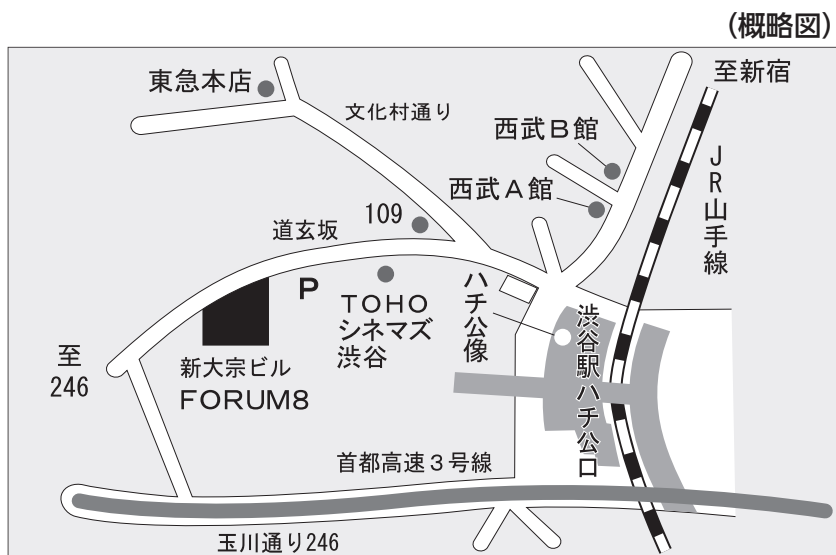 (概略図)
至新宿
東急本店
文化村通り
西武B館
西武A館
JR山手線
109
道玄坂
P
TOHO
シネマズ
渋谷
ハチ公像
渋谷駅ハチ公口
至
246
新大宗ビル
FORUM8
首都高速3号線
玉川通り246